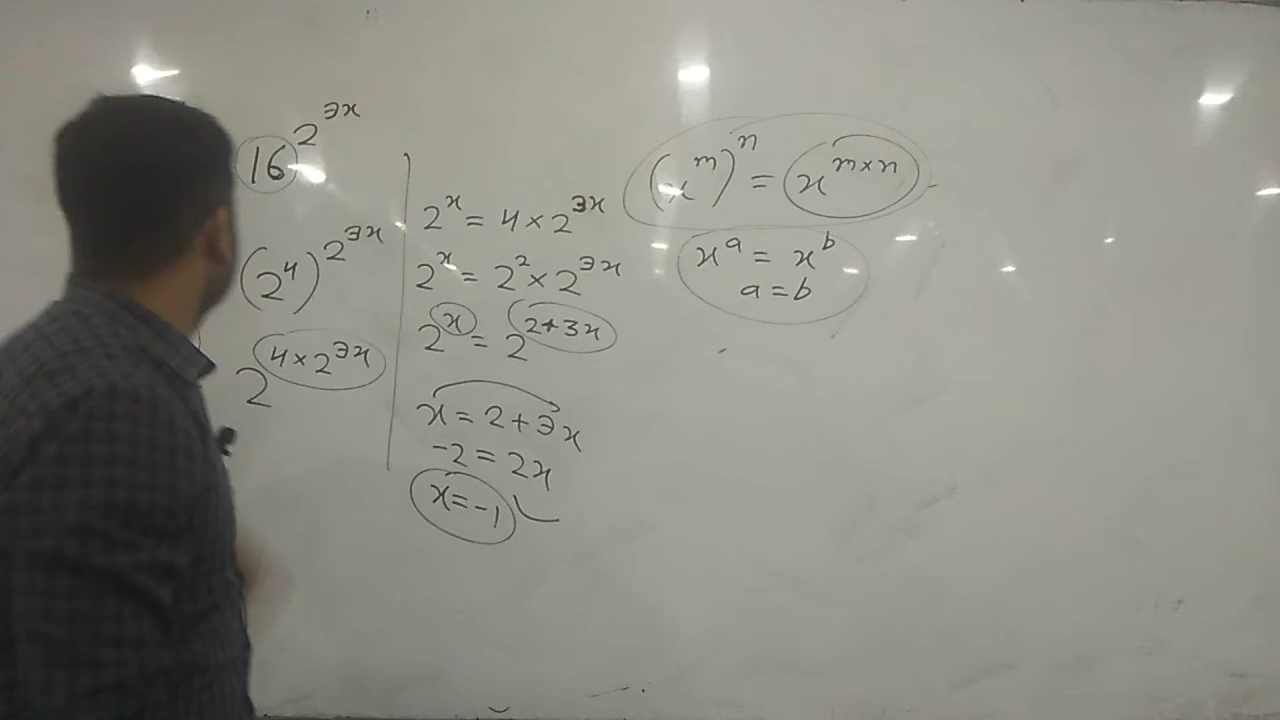 16^2^3x
(2^4)^2^3x
2^4×2^3x
2^x = 4 × 2^3x
2^x = 2^2 × 2^3x
2^x = 2^2+3x
x = 2 + 3x
-2 = 2x
x = -1
(x^m)^n = x^m×n
x^a = x^b
a = b